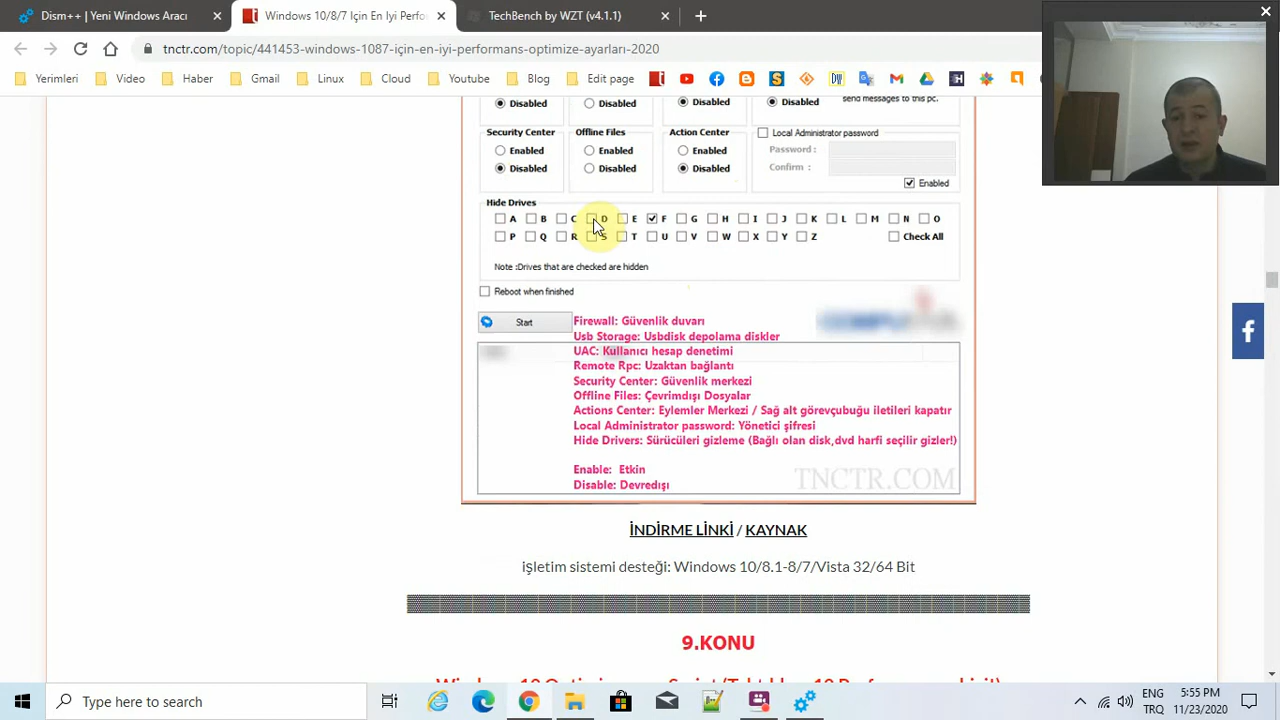 Dism++ | Yeni Windows Aracı
Windows 10/8/7 Için En Iyi Perfo
TechBench by WZT (4.1.1)
tnctr.com/topic/441453-windows-1087-için-en-iyi-performans-optimize-ayarları-2020
Yerimleri Video Haber Gmail Linux Cloud Youtube Blog Edit page
Disabled Disabled Disabled Disabled send messages to this pc.
Security Center Offline Files Action Center Local Administrator password
Enabled Enabled Enabled Password :
Disabled Disabled Disabled Confirm :
Enabled
Hide Drives
A B C D E F G H I J K L M N O
P Q R S T U V W X Y Z Check All
Note :Drives that are checked are hidden
Reboot when finished
Start
Firewall: Güvenlik duvarı
Usb Storage: Usbdisk depolama diskler
UAC: Kullanıcı hesap denetimi
Remote Rpc: Uzaktan bağlantı
Security Center: Güvenlik merkezi
Offline Files: Çevrimdışı Dosyalar
Actions Center: Eylemler Merkezi / Sağ alt görevçubuğu iletileri kapatır
Local Administrator password: Yönetici şifresi
Hide Drivers: Sürücüleri gizleme (Bağlı olan disk,dvd harfi seçilir gizler!)
Enable: Etkin
Disable: Devredışı
TNCTR.COM
İNDİRME LİNKİ / KAYNAK
işletim sistemi desteği: Windows 10/8.1-8/7/Vista 32/64 Bit
9.KONU
Type here to search
ENG
TRQ
5:55 PM
11/23/2020